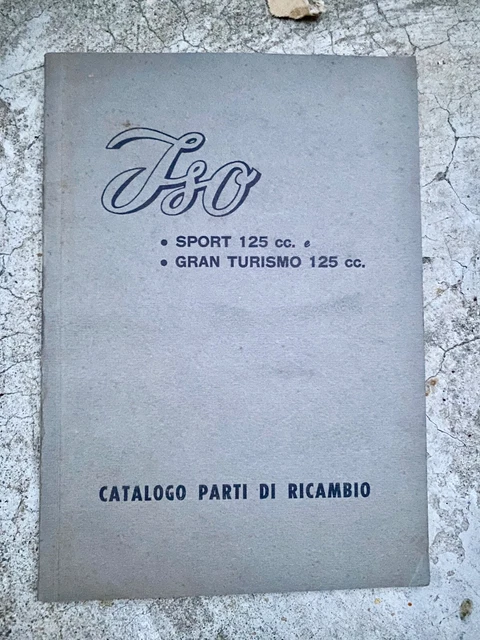 Iso
• SPORT 125 cc. e
• GRAN TURISMO 125 cc.
CATALOGO PARTI DI RICAMBIO